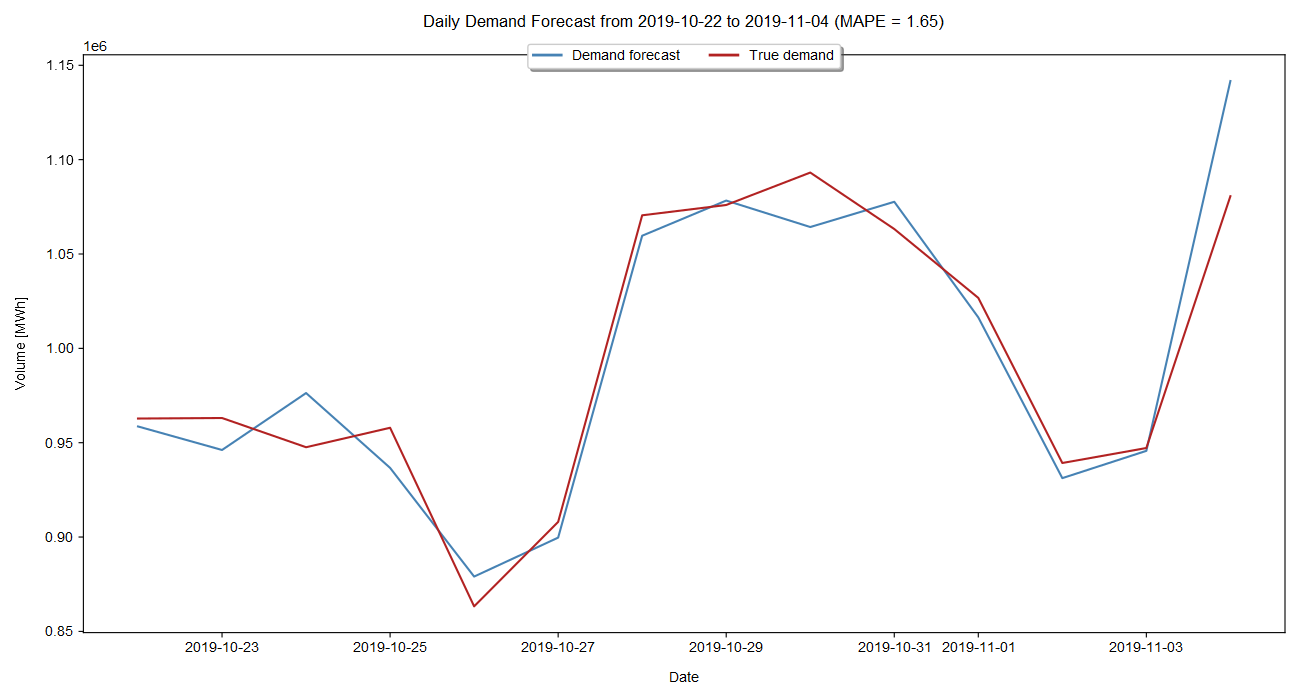 Daily Demand Forecast from 2019-10-22 to 2019-11-04 (MAPE = 1.65)
1e6
Demand forecast True demand
1.15
1.10
1.05
1.00
0.95
0.90
0.85
Volume [MWh]
2019-10-23 2019-10-25 2019-10-27 2019-10-29 2019-10-31 2019-11-01 2019-11-03
Date